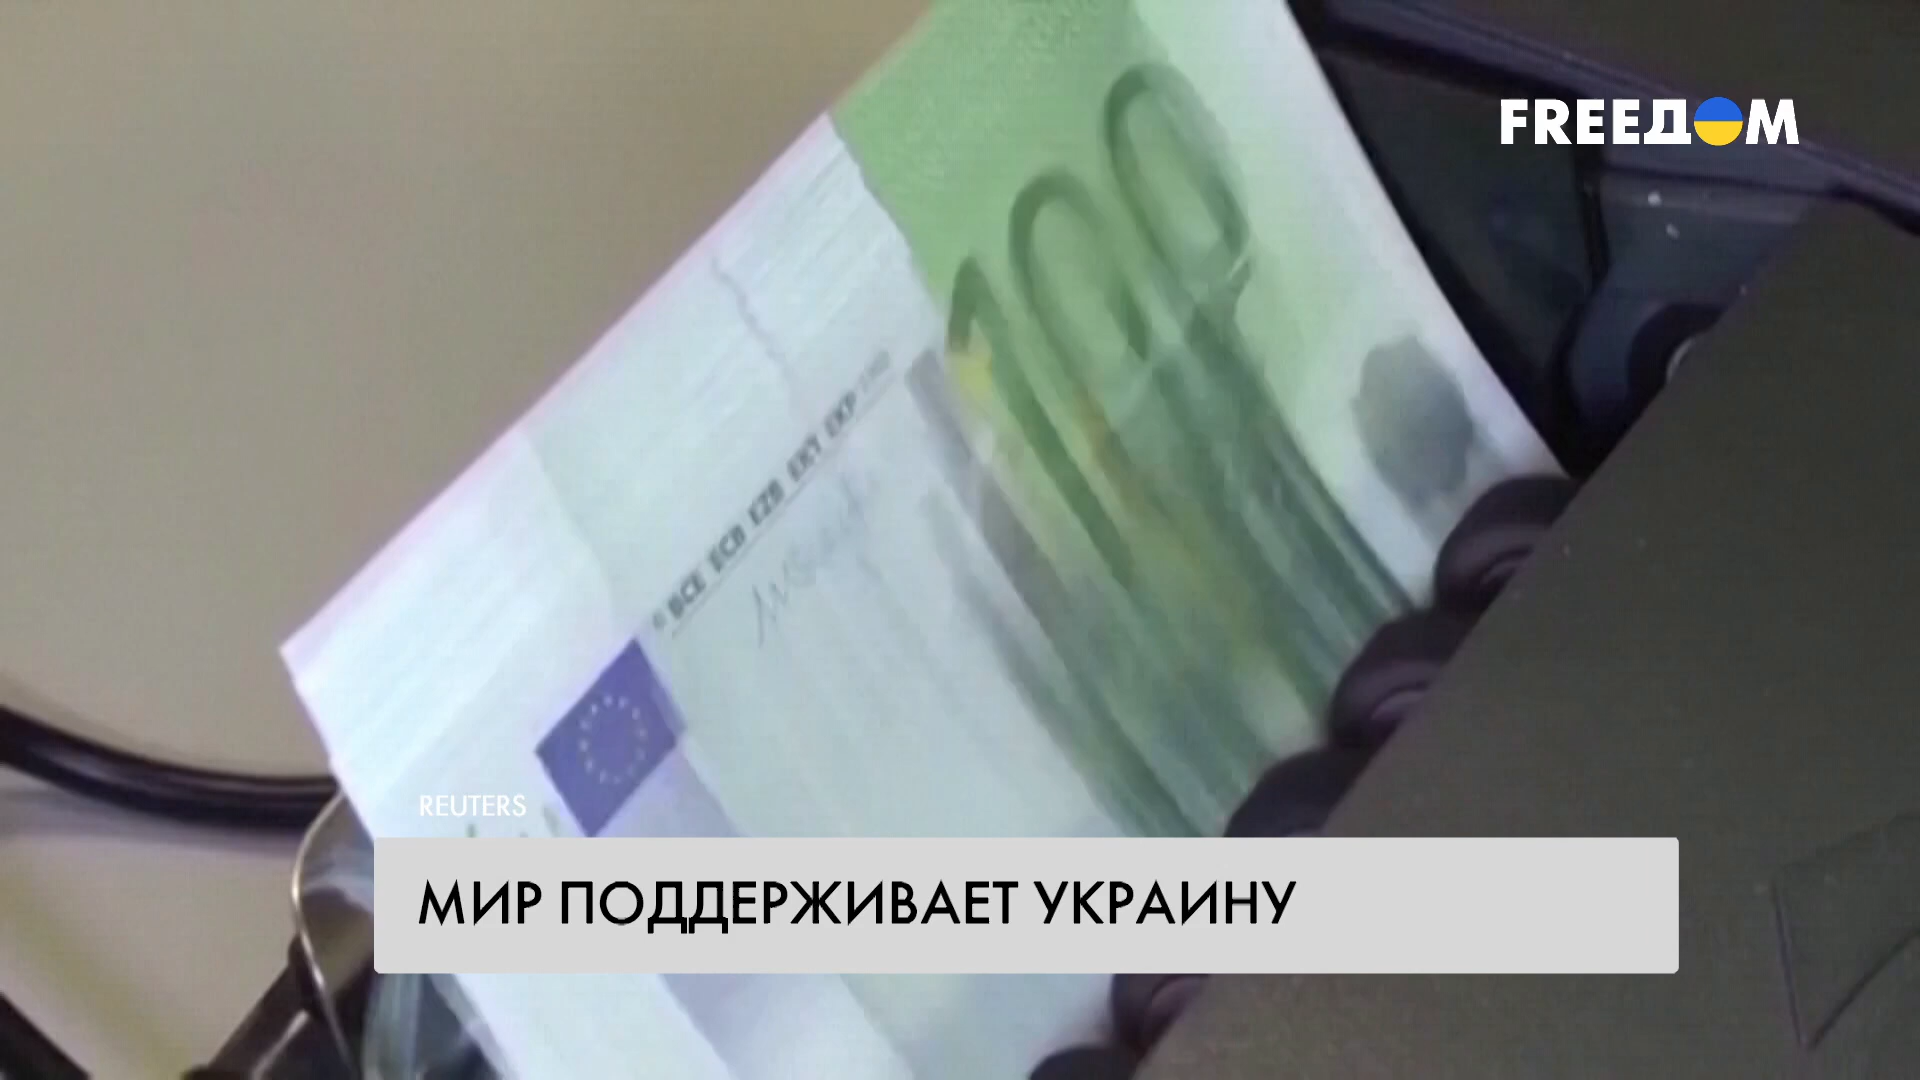 FREEДOM
100
BCE ECB EZB EKT EKP
REUTERS
МИР ПОДДЕРЖИВАЕТ УКРАИНУ